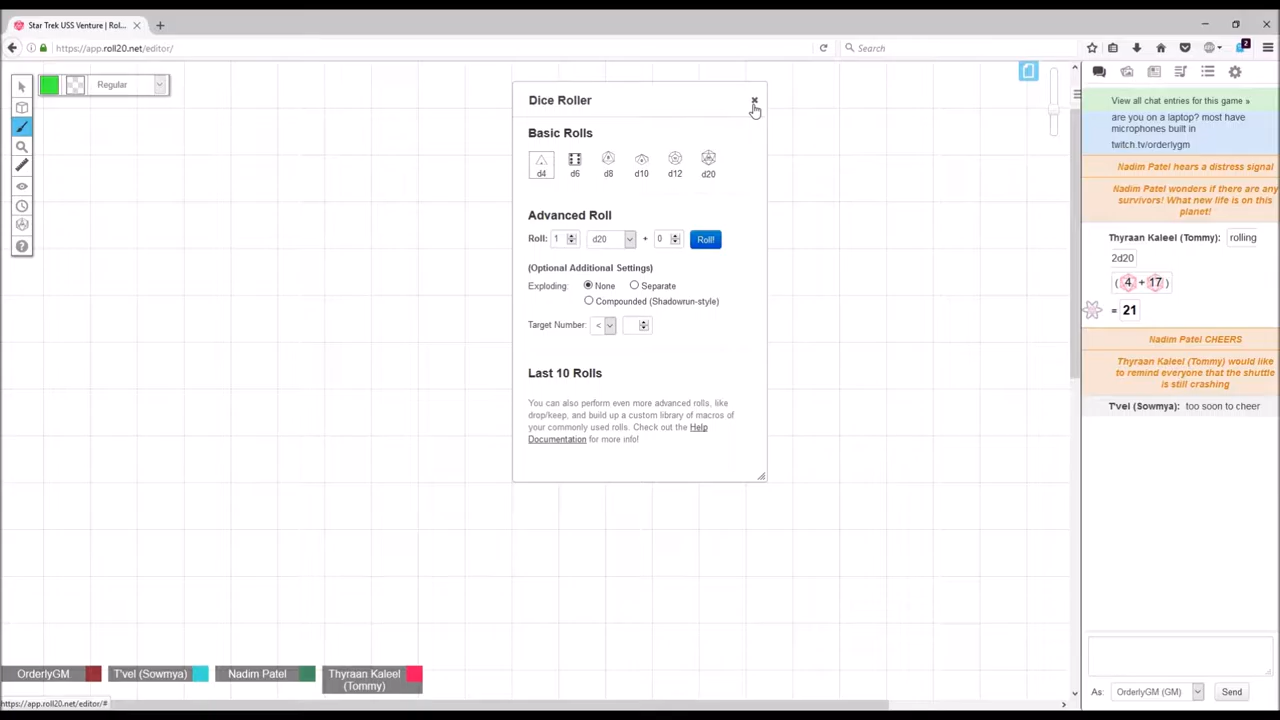 Star Trek USS Venture | Rol...
https://app.roll20.net/editor/
Search
2
Regular
Dice Roller
Basic Rolls
d4 d6 d8 d10 d12 d20
Advanced Roll
Roll: 1 d20 + 0 Roll!
(Optional Additional Settings)
Exploding: None Separate
Compounded (Shadowrun-style)
Target Number: <
Last 10 Rolls
You can also perform even more advanced rolls, like
drop/keep, and build up a custom library of macros of
your commonly used rolls. Check out the Help
Documentation for more info!
View all chat entries for this game »
are you on a laptop? most have
microphones built in
twitch.tv/orderlygm
Nadim Patel hears a distress signal
Nadim Patel wonders if there are any
survivors! What new life is on this
planet!
Thyraan Kaleel (Tommy): rolling
2d20
(4+17)
= 21
Nadim Patel CHEERS
Thyraan Kaleel (Tommy) would like
to remind everyone that the shuttle
is still crashing
T'vel (Sowmya): too soon to cheer
As: OrderlyGM (GM) Send
OrderlyGM
T'vel (Sowmya)
Nadim Patel
Thyraan Kaleel
(Tommy)
https://app.roll20.net/editor/#